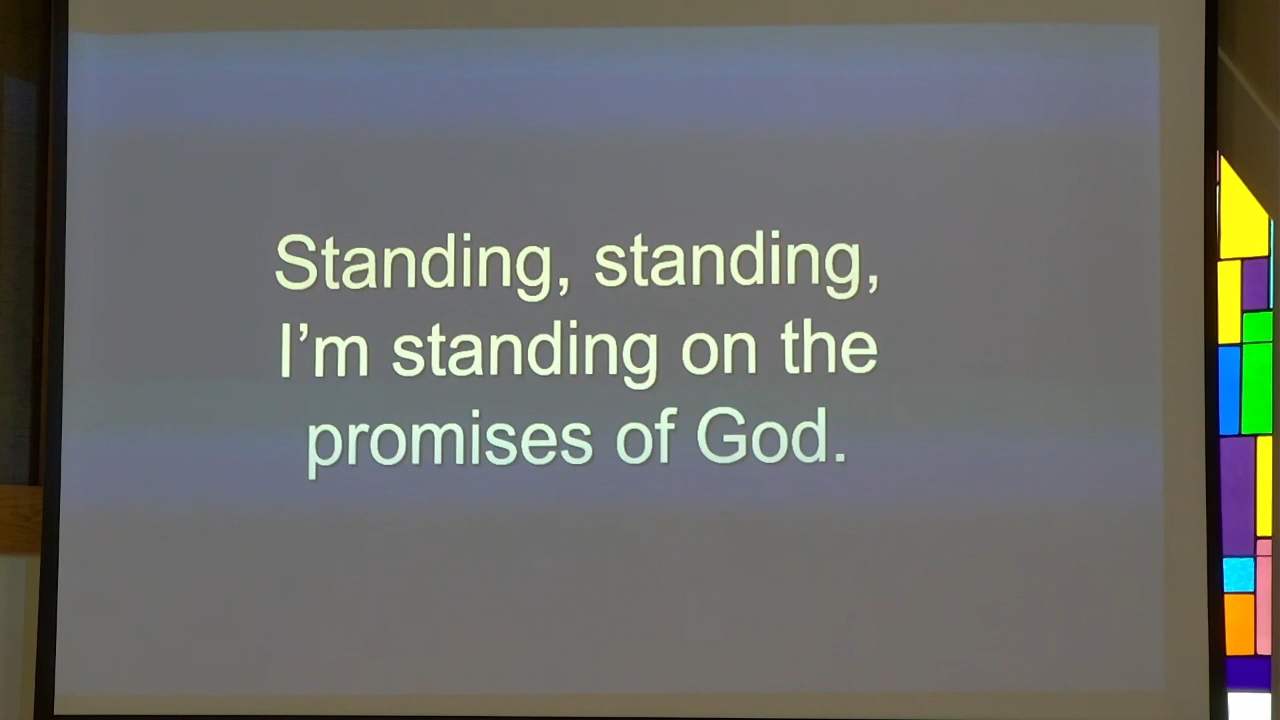 Standing, standing,
I’m standing on the
promises of God.